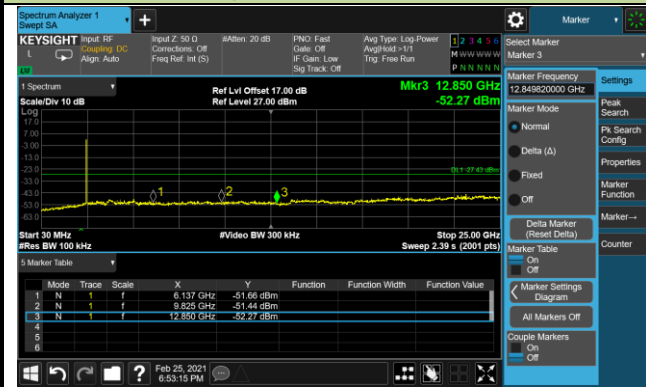 Spectrum Analyzer 1
Swept SA
Marker
KEYSIGHT
L
Input: RF
Coupling: DC
Align: Auto
Input Z: 50 Ω
Corrections: Off
Freq Ref: Int (S)
#Atten: 20 dB
PNO: Fast
Gate: Off
IF Gain: Low
Sig Track: Off
Avg Type: Log-Power
Avg|Hold:>1/1
Trig: Free Run
1 2 3 4 5 6
M W W W W W
P N N N N N
Select Marker
Marker 3
1 Spectrum
Scale/Div 10 dB
Ref Lvl Offset 17.00 dB
Ref Level 27.00 dBm
Mkr3 12.850 GHz
-52.27 dBm
Log
17.0
7.00
-3.00
-13.0
-23.0
-33.0
-43.0
-53.0
-63.0
DL1 -27.43 dBm
1
2
3
Start 30 MHz
#Video BW 300 kHz
Stop 25.00 GHz
#Res BW 100 kHz
Sweep 2.39 s (2001 pts)
5 Marker Table
Mode Trace Scale X Y Function Function Width Function Value
1 N 1 f 6.137 GHz -51.66 dBm
2 N 1 f 9.825 GHz -51.44 dBm
3 N 1 f 12.850 GHz -52.27 dBm
4
5
6
Marker Frequency
12.849820000 GHz
Marker Mode
Normal
Delta (Δ)
Fixed
Off
Delta Marker
(Reset Delta)
Marker Table
On
Off
Marker Settings
Diagram
All Markers Off
Couple Markers
On
Off
Settings
Peak
Search
Pk Search
Config
Properties
Marker
Function
Marker→
Counter
?
Feb 25, 2021
6:53:15 PM